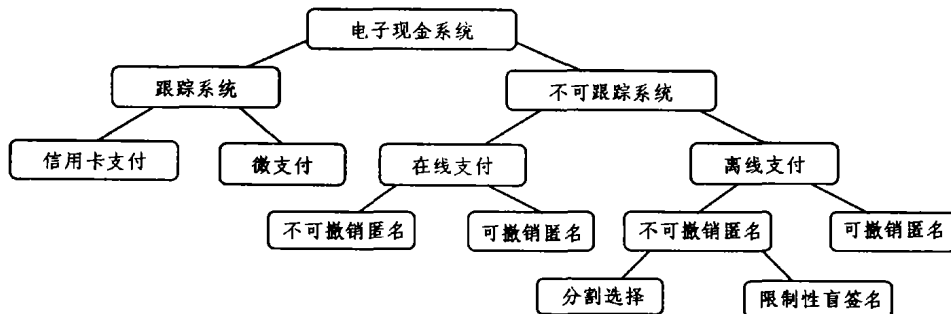 电子现金系统
跟踪系统
不可跟踪系统
信用卡支付
微支付
在线支付
离线支付
不可撤销匿名
可撤销匿名
不可撤销匿名
可撤销匿名
分割选择
限制性盲签名